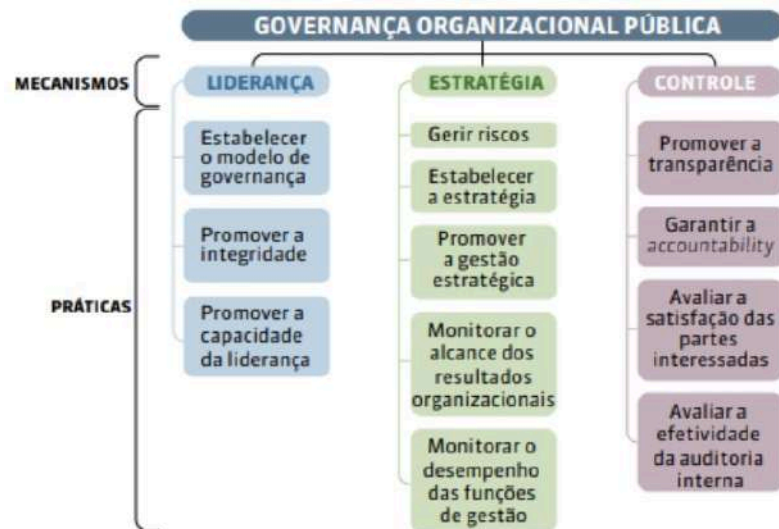 GOVERNANÇA ORGANIZACIONAL PÚBLICA
MECANISMOS
LIDERANÇA
ESTRATÉGIA
CONTROLE
PRÁTICAS
Estabelecer
o modelo de
governança
Promover a
integridade
Promover a
capacidade
da liderança
Gerir riscos
Estabelecer
a estratégia
Promover
a gestão
estratégica
Monitorar o
alcance dos
resultados
organizacionais
Monitorar o
desempenho
das funções
de gestão
Promover a
transparência
Garantir a
accountability
Avaliar a
satisfação das
partes
interessadas
Avaliar a
efetividade
da auditoria
interna